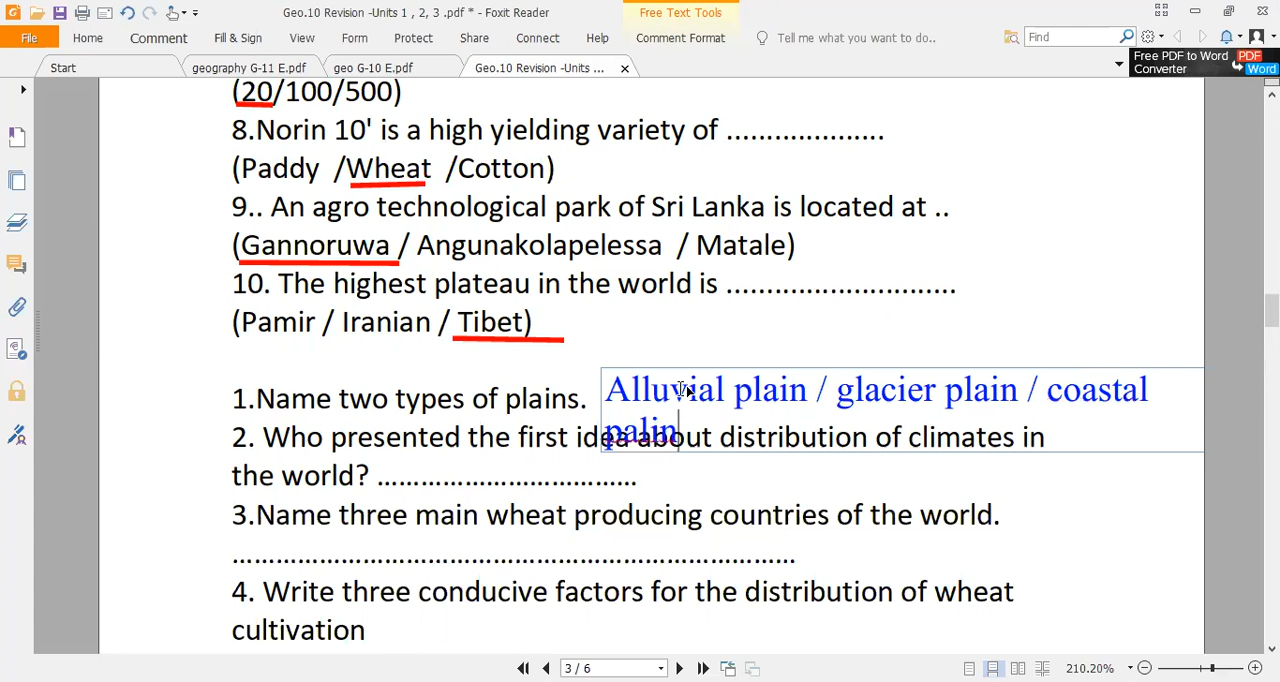 Geo.10 Revision -Units 1 , 2, 3 .pdf * - Foxit Reader
Free Text Tools
File Home Comment Fill & Sign View Form Protect Share Connect Help Comment Format Tell me what you want to do.. Find
Start geography G-11 E.pdf geo G-10 E.pdf Geo.10 Revision -Units ... Free PDF to Word Converter PDF Word
(20/100/500)
8.Norin 10' is a high yielding variety of ....................
(Paddy /Wheat /Cotton)
9.. An agro technological park of Sri Lanka is located at ..
(Gannoruwa / Angunakolapelessa / Matale)
10. The highest plateau in the world is .............................
(Pamir / Iranian / Tibet)
1.Name two types of plains.
Alluvial plain / glacier plain / coastal
palin
2. Who presented the first idea about distribution of climates in
the world? ………………………………
3.Name three main wheat producing countries of the world.
……………………………………………………………………
4. Write three conducive factors for the distribution of wheat
cultivation
3 / 6 210.20%